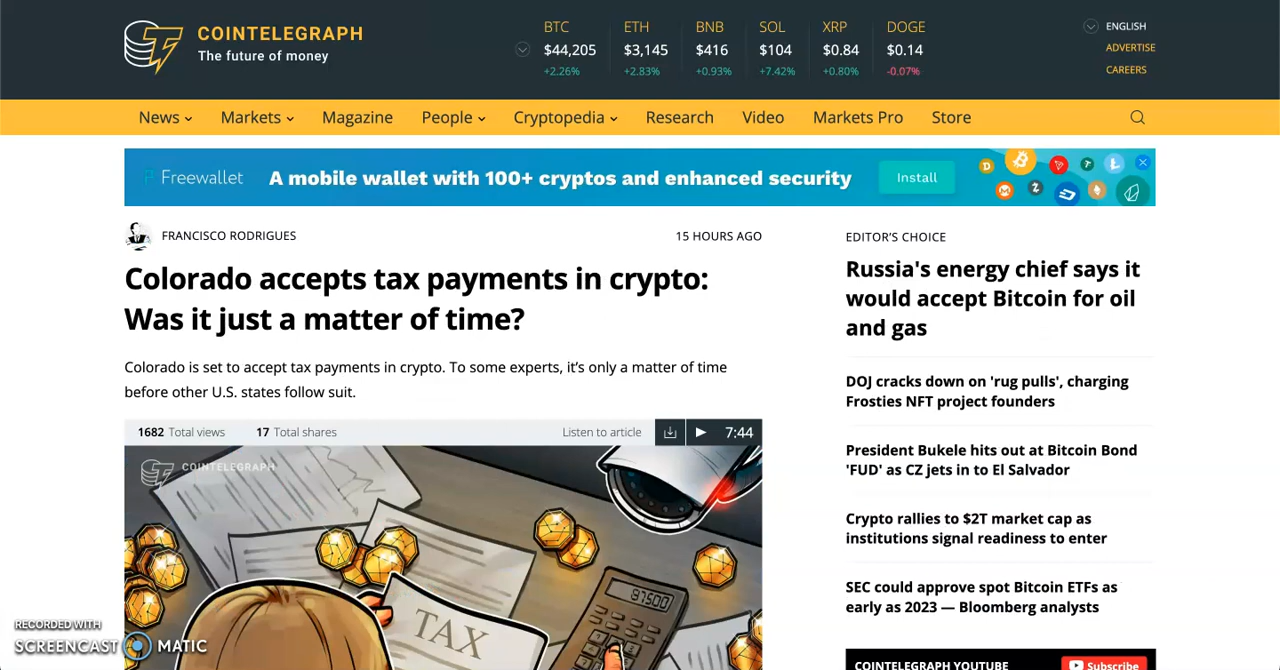 COINTELEGRAPH
The future of money
BTC
$44,205
+2.26%
ETH
$3,145
+2.83%
BNB
$416
+0.93%
SOL
$104
+7.42%
XRP
$0.84
+0.80%
DOGE
$0.14
-0.07%
ENGLISH
ADVERTISE
CAREERS
News
Markets
Magazine
People
Cryptopedia
Research
Video
Markets Pro
Store
Freewallet
A mobile wallet with 100+ cryptos and enhanced security
Install
FRANCISCO RODRIGUES
15 HOURS AGO
Colorado accepts tax payments in crypto:
Was it just a matter of time?
Colorado is set to accept tax payments in crypto. To some experts, it’s only a matter of time
before other U.S. states follow suit.
1682 Total views
17 Total shares
Listen to article
7:44
COINTELEGRAPH
97500
TAX
EDITOR’S CHOICE
Russia's energy chief says it
would accept Bitcoin for oil
and gas
DOJ cracks down on 'rug pulls', charging
Frosties NFT project founders
President Bukele hits out at Bitcoin Bond
'FUD' as CZ jets in to El Salvador
Crypto rallies to $2T market cap as
institutions signal readiness to enter
SEC could approve spot Bitcoin ETFs as
early as 2023 — Bloomberg analysts
COINTELEGRAPH YOUTUBE
Subscribe
RECORDED WITH
SCREENCAST MATIC